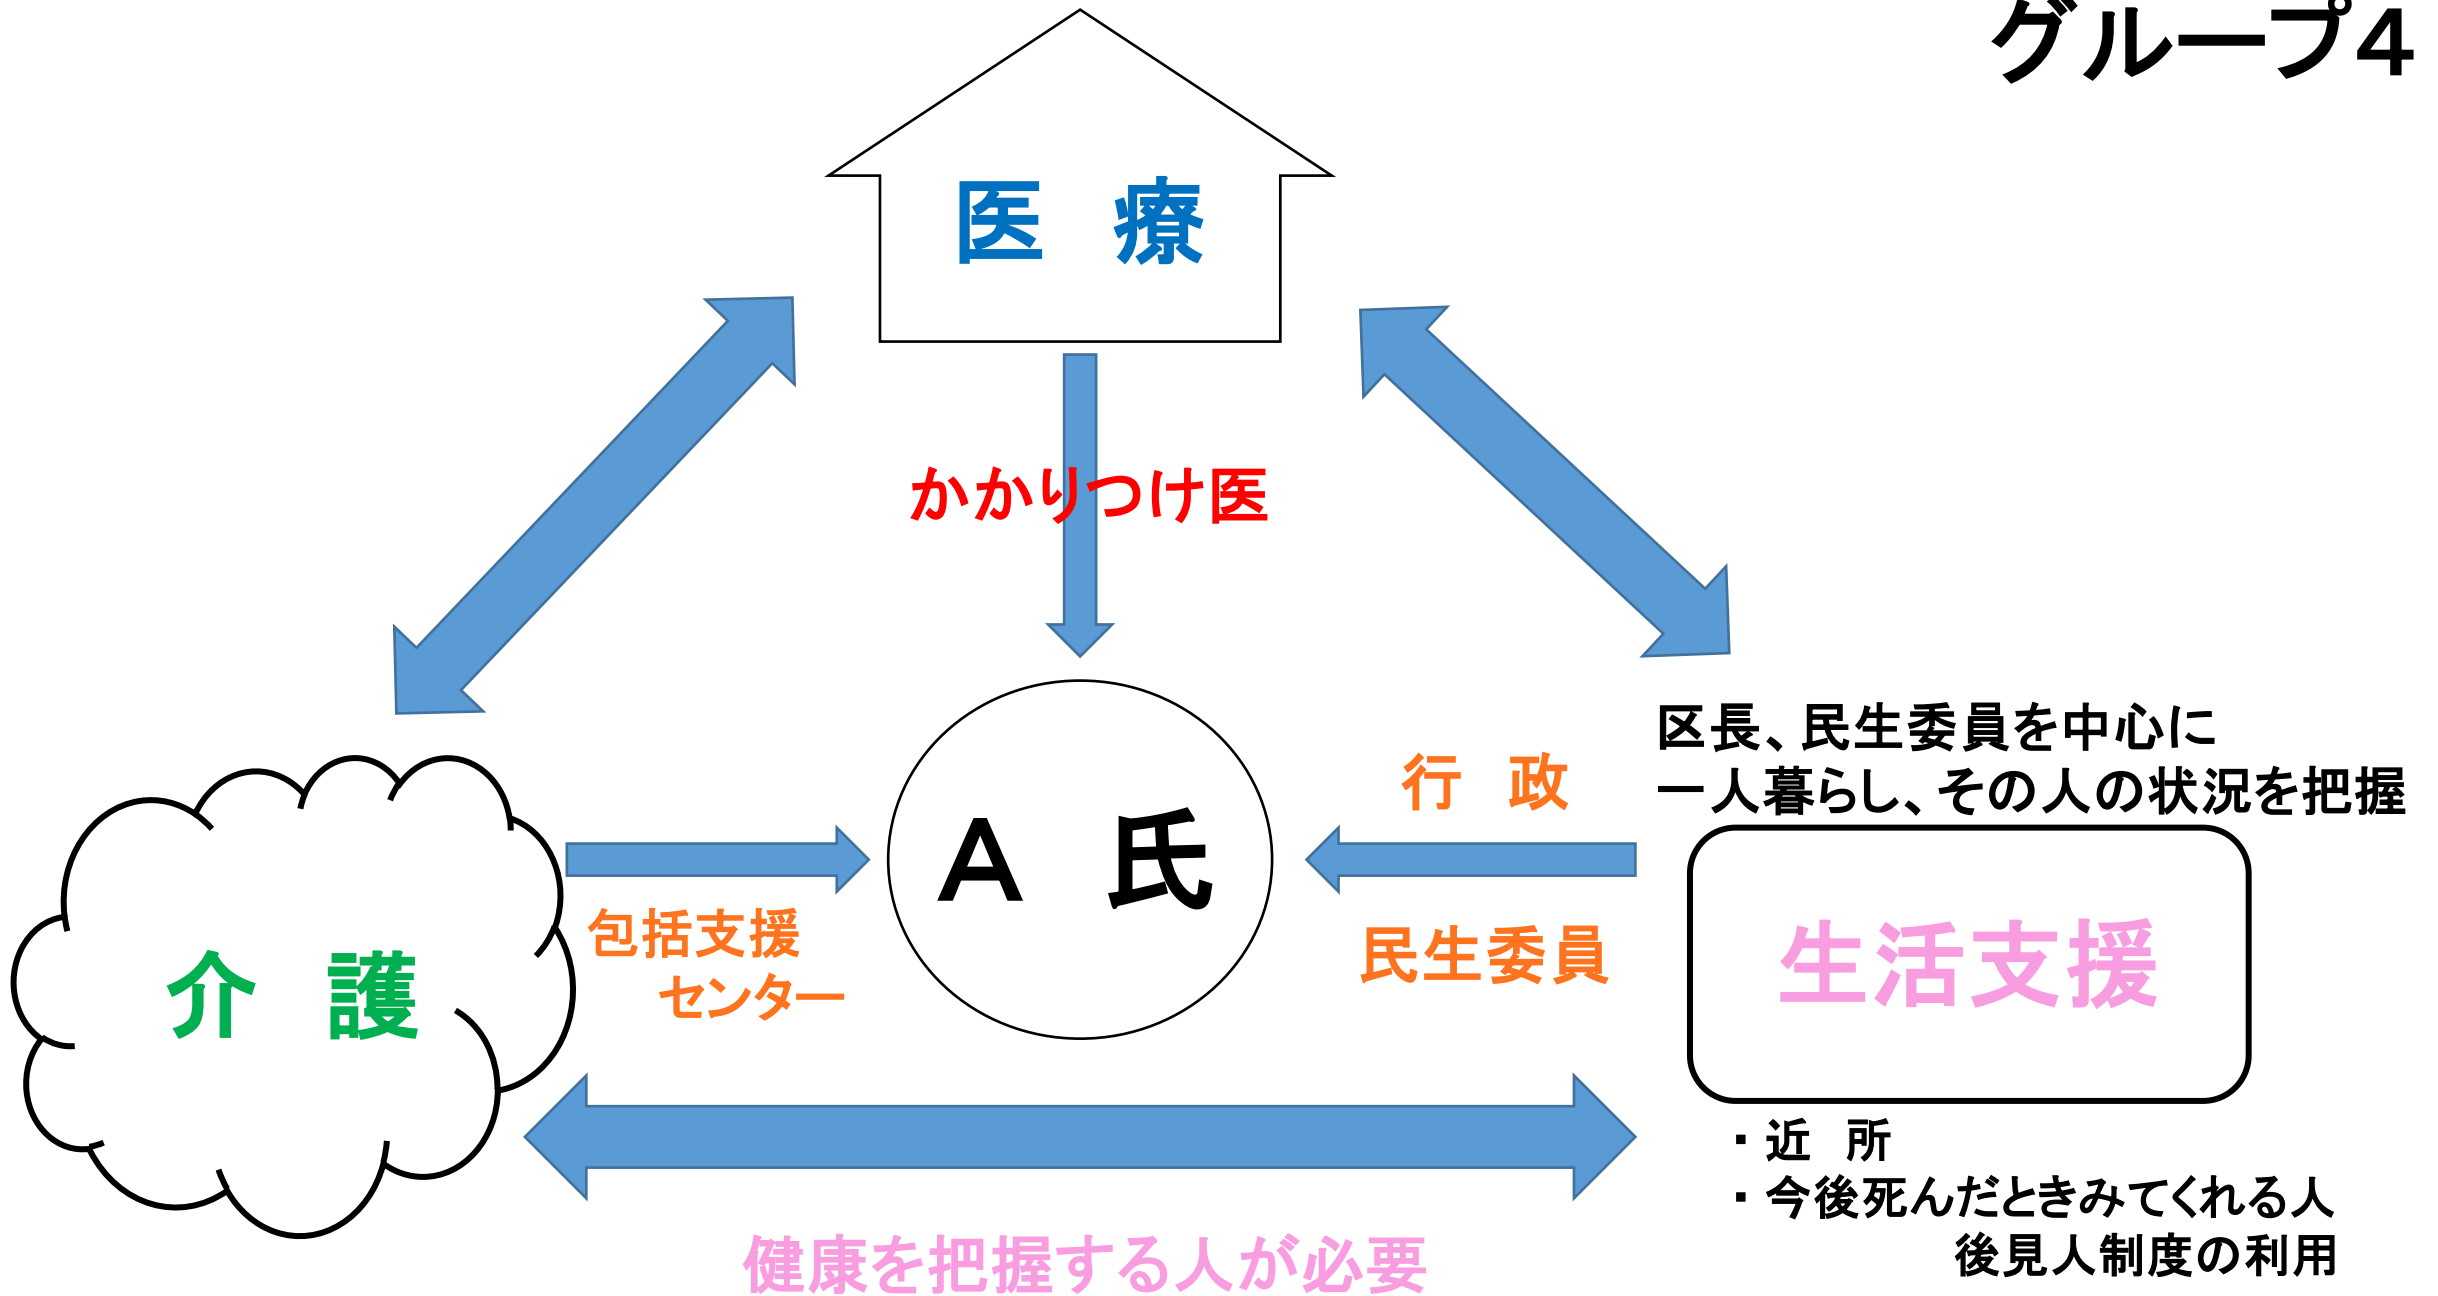 グループ4
医　療
かかりつけ医
区長、民生委員を中心に
一人暮らし、その人の状況を把握
行　政
A　氏
包括支援
センター
民生委員
生活支援
介　護
・近　所
・今後死んだときみてくれる人
後見人制度の利用
健康を把握する人が必要